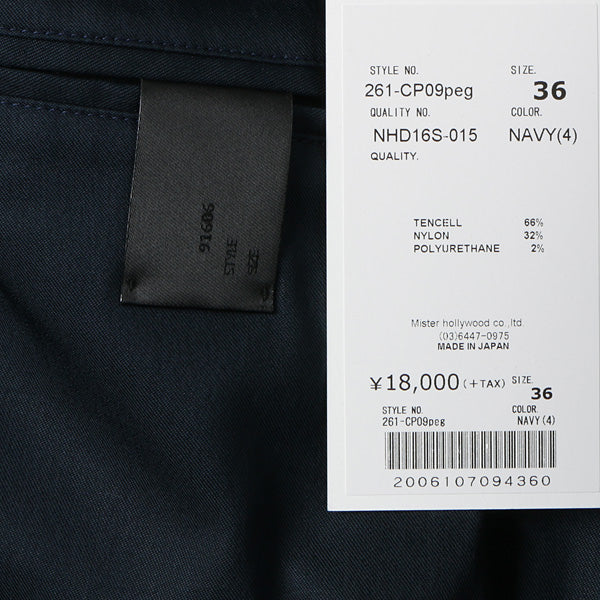 STYLE NO. SIZE.
261-CP09peg 36
QUALITY NO. COLOR.
NHD16S-015 NAVY(4)
QUALITY.
TENCELL 66%
NYLON 32%
POLYURETHANE 2%
Mister hollywood co.,ltd.
(03)6447-0975
MADE IN JAPAN
¥18,000(+TAX) SIZE.
36
STYLE NO. COLOR.
261-CP09peg NAVY(4)
2006107094360
91606
STYLE
SIZE